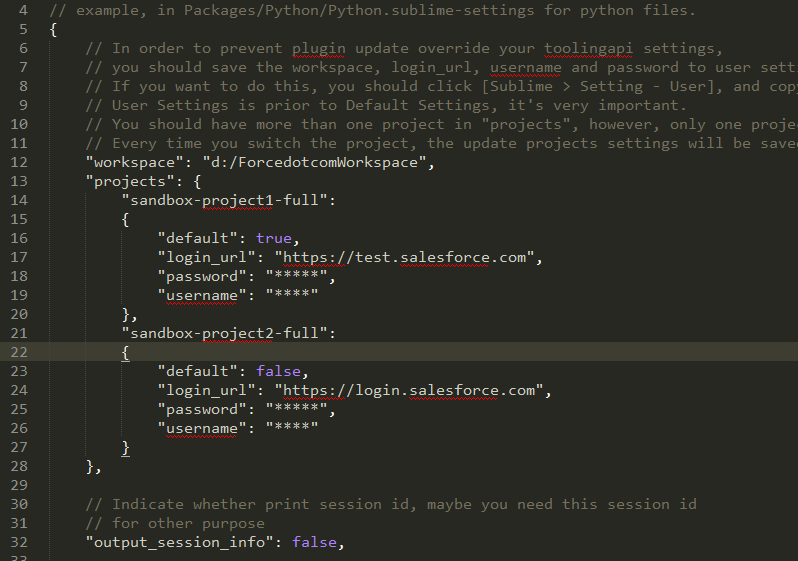 4 // example, in Packages/Python/Python.sublime-settings for python files.
5 {
6 // In order to prevent plugin update override your toolingapi settings,
7 // you should save the workspace, login_url, username and password to user sett
8 // If you want to do this, you should click [Sublime > Setting - User], and copy
9 // User Settings is prior to Default Settings, it's very important.
10 // You should have more than one project in "projects", however, only one proje
11 // Every time you switch the project, the update projects settings will be saved
12 "workspace": "d:/ForcedotcomWorkspace",
13 "projects": {
14 "sandbox-project1-full":
15 {
16 "default": true,
17 "login_url": "https://test.salesforce.com",
18 "password": "*****",
19 "username": "****"
20 },
21 "sandbox-project2-full":
22 {
23 "default": false,
24 "login_url": "https://login.salesforce.com",
25 "password": "*****",
26 "username": "****"
27 }
28 },
29
30 // Indicate whether print session id, maybe you need this session id
31 // for other purpose
32 "output_session_info": false,
33